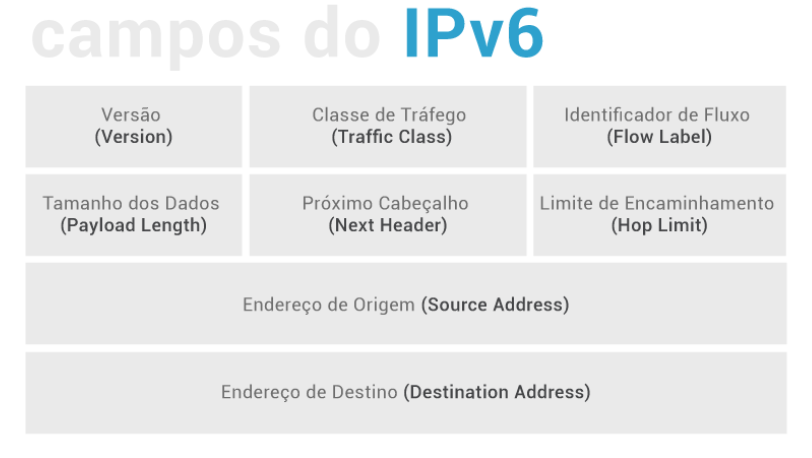 campos do IPv6
Versão
(Version)
Classe de Tráfego
(Traffic Class)
Identificador de Fluxo
(Flow Label)
Tamanho dos Dados
(Payload Length)
Próximo Cabeçalho
(Next Header)
Limite de Encaminhamento
(Hop Limit)
Endereço de Origem (Source Address)
Endereço de Destino (Destination Address)